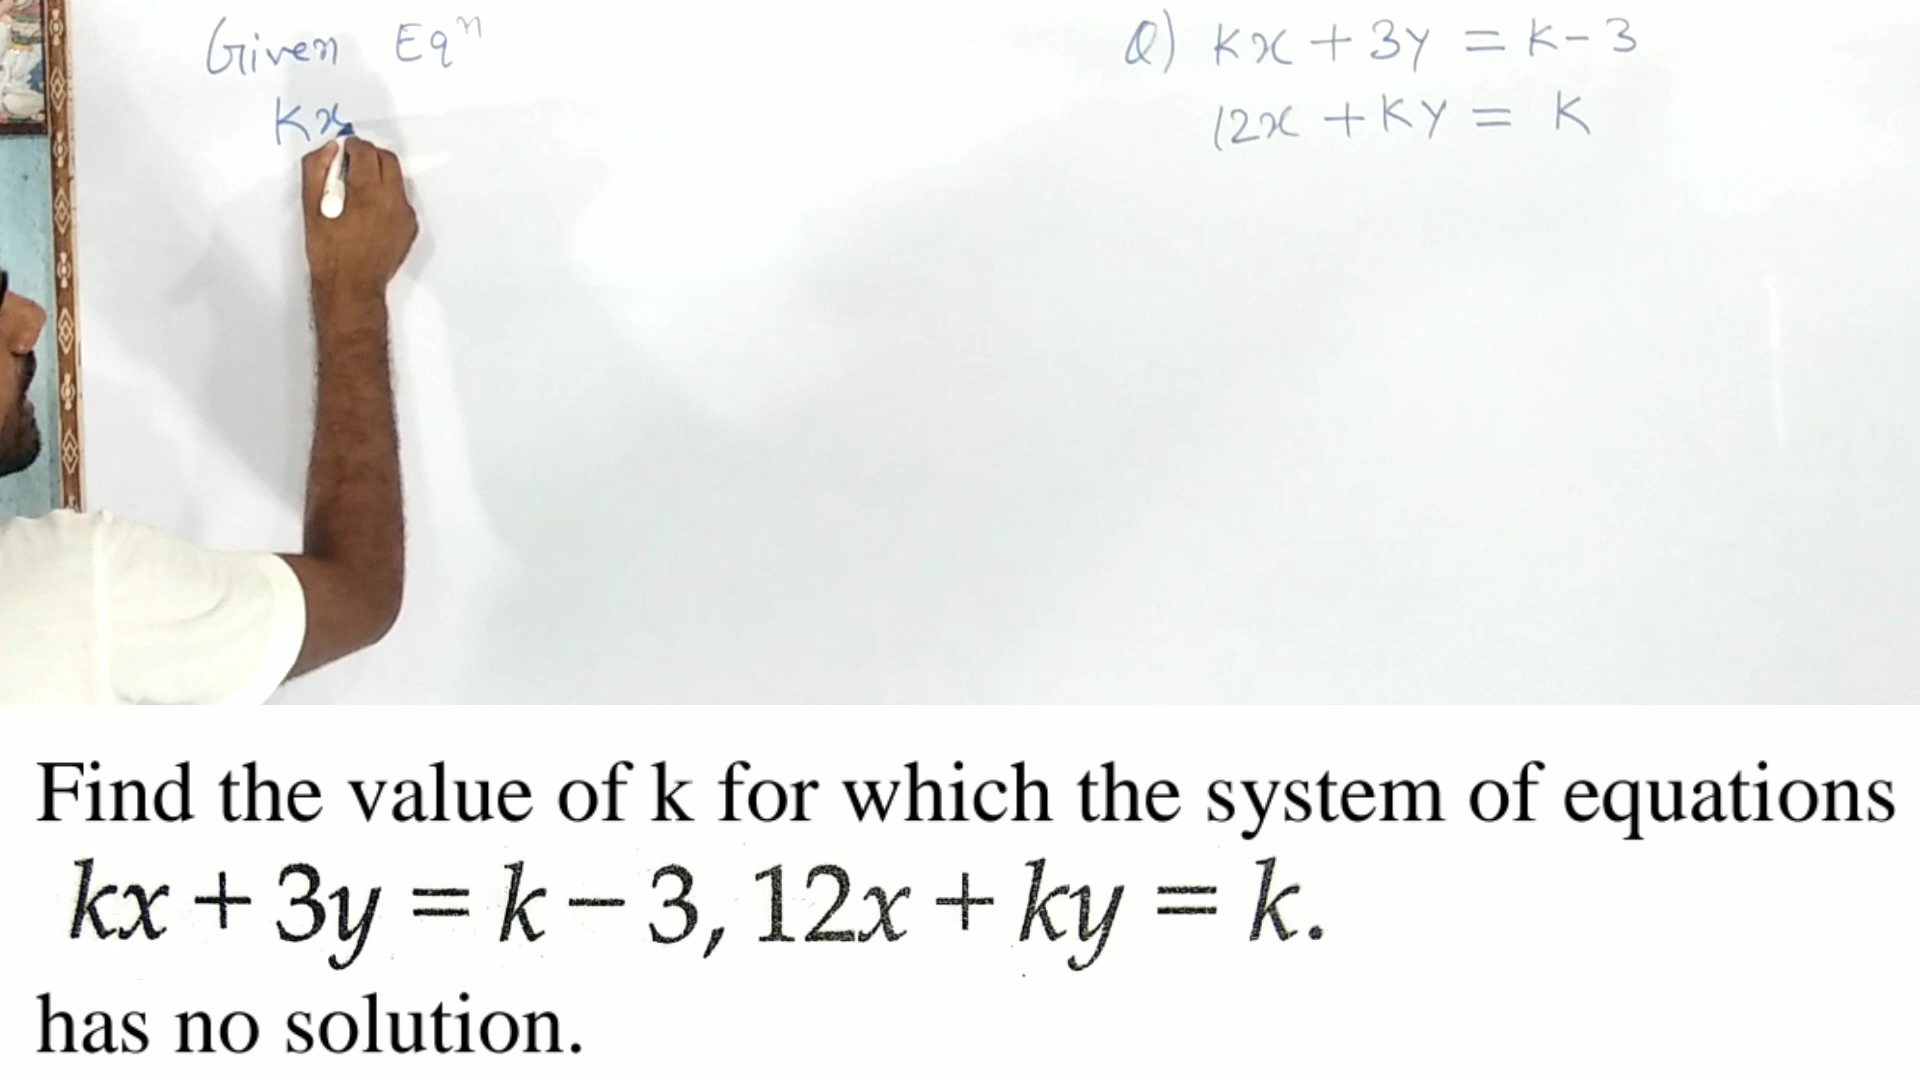 Given Eqⁿ
Kx
Q) Kx + 3y = K - 3
12x + Ky = K
Find the value of k for which the system of equations
kx + 3y = k − 3, 12x + ky = k.
has no solution.